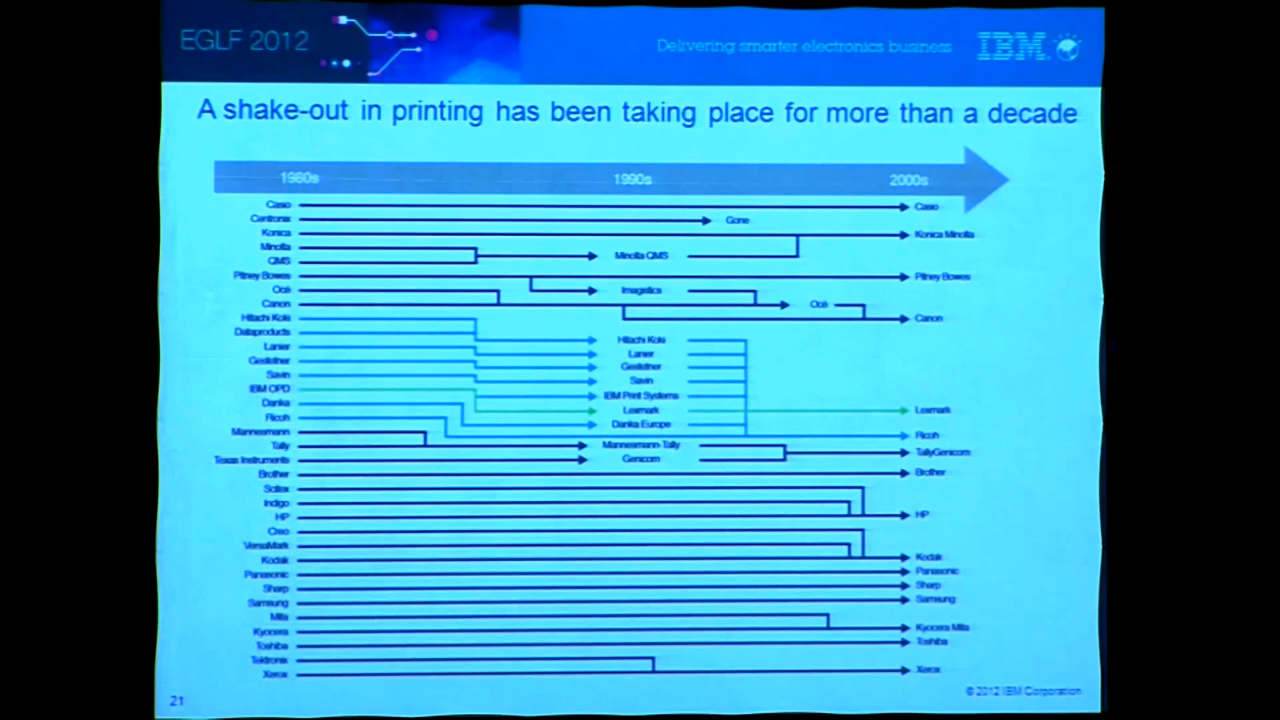 EGLF 2012
Delivering smarter electronics business
IBM
A shake-out in printing has been taking place for more than a decade
1980s 1990s 2000s
Casio Casio
Centronix Gone
Konica Konica Minolta
Minolta
QMS Minolta QMS
Pitney Bowes Pitney Bowes
Océ Imagistics
Canon Océ
Canon
Hitachi Koki
Dataproducts Hitachi Koki
Lanier Lanier
Gestetner Gestetner
Savin Savin
IBM OPD IBM Print Systems
Danka Lexmark Lexmark
Ricoh Danka Europe
Mannesmann Ricoh
Tally Mannesmann Tally TallyGenicom
Texas Instruments Genicom
Brother Brother
Scitex
Indigo
HP HP
Creo
VersaMark
Kodak Kodak
Panasonic Panasonic
Sharp Sharp
Samsung Samsung
Mita
Kyocera Kyocera Mita
Toshiba Toshiba
Tektronix
Xerox Xerox
21
© 2012 IBM Corporation